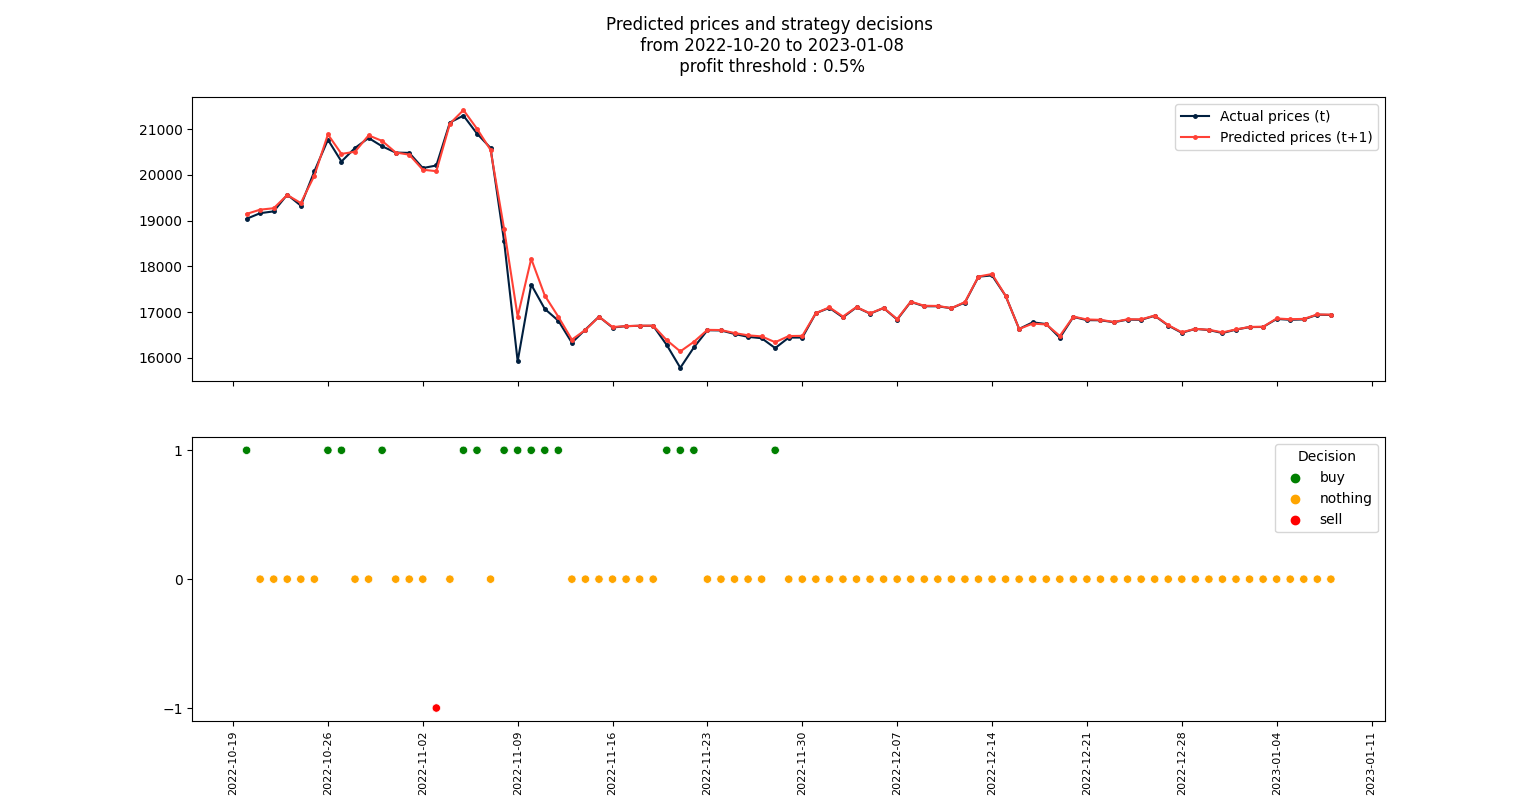 Predicted prices and strategy decisions
from 2022-10-20 to 2023-01-08
profit threshold : 0.5%
21000
20000
19000
18000
17000
16000
Actual prices (t)
Predicted prices (t+1)
1
0
−1
Decision
buy
nothing
sell
2022-10-19
2022-10-26
2022-11-02
2022-11-09
2022-11-16
2022-11-23
2022-11-30
2022-12-07
2022-12-14
2022-12-21
2022-12-28
2023-01-04
2023-01-11